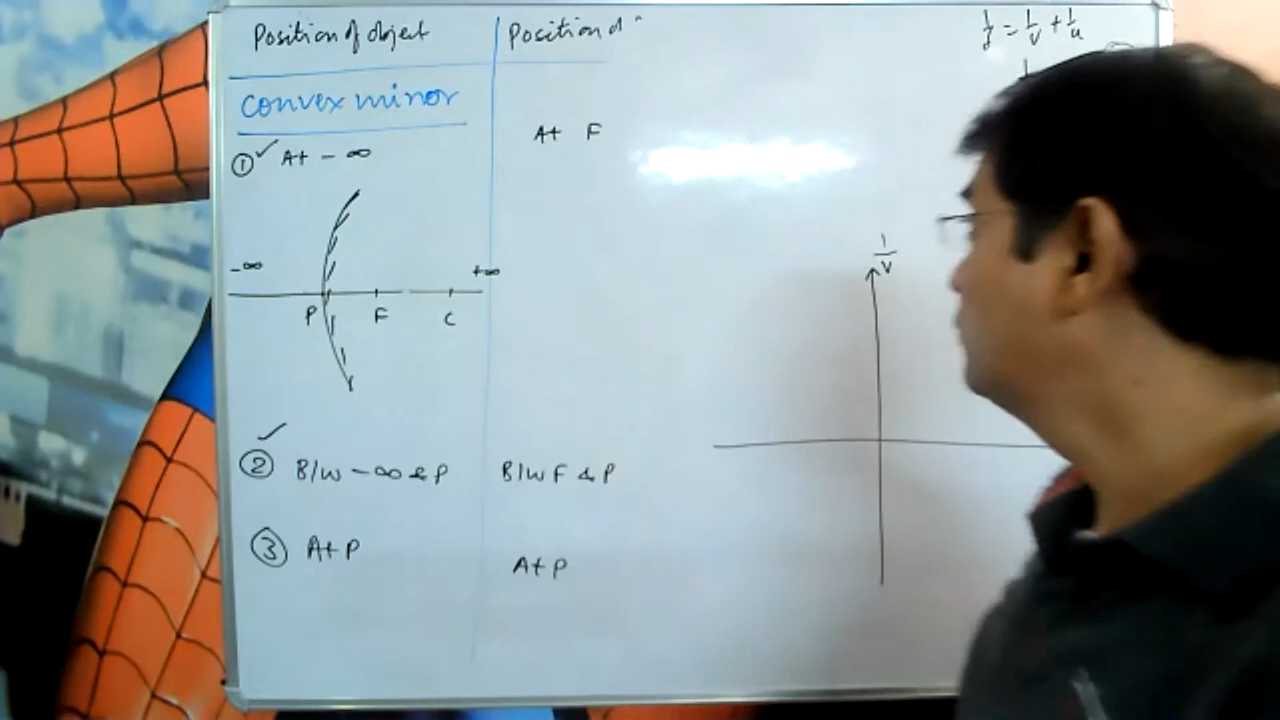 Position of object
Position of
1/f = 1/v + 1/u
convex mirror
At F
① ✓ At - ∞
-∞
+∞
P
F
C
1/v
✓
② B/w - ∞ & P
B/w F & P
③ At P
At P